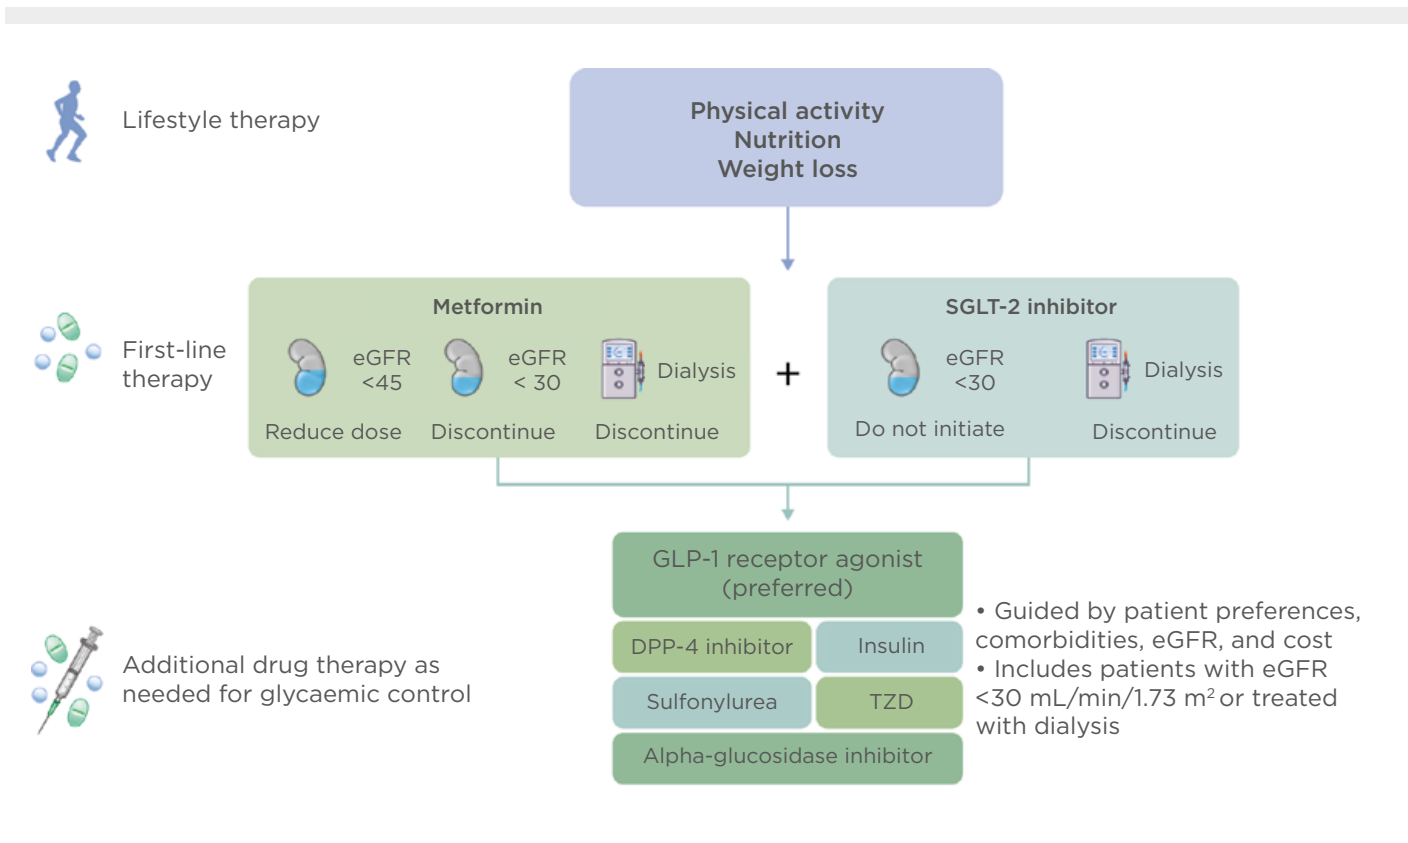 Lifestyle therapy
Physical activity
Nutrition
Weight loss
First-line
therapy
Metformin
eGFR
<45
Reduce dose
eGFR
< 30
Discontinue
Dialysis
Discontinue
+
SGLT-2 inhibitor
eGFR
<30
Do not initiate
Dialysis
Discontinue
Additional drug therapy as
needed for glycaemic control
GLP-1 receptor agonist
(preferred)
DPP-4 inhibitor
Insulin
Sulfonylurea
TZD
Alpha-glucosidase inhibitor
• Guided by patient preferences,
comorbidities, eGFR, and cost
• Includes patients with eGFR
<30 mL/min/1.73 m² or treated
with dialysis